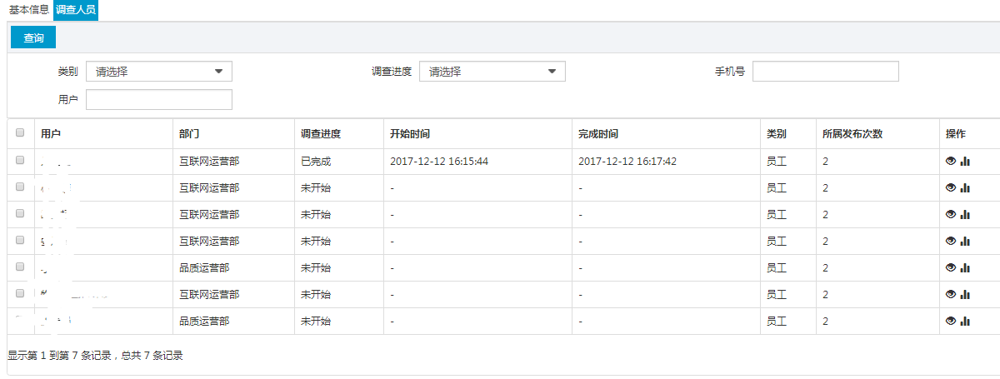 基本信息 调查人员
查询
类别 请选择 调查进度 请选择 手机号
用户
用户 部门 调查进度 开始时间 完成时间 类别 所属发布次数 操作
互联网运营部 已完成 2017-12-12 16:15:44 2017-12-12 16:17:42 员工 2
互联网运营部 未开始 - - 员工 2
互联网运营部 未开始 - - 员工 2
互联网运营部 未开始 - - 员工 2
品质运营部 未开始 - - 员工 2
互联网运营部 未开始 - - 员工 2
品质运营部 未开始 - - 员工 2
显示第 1 到第 7 条记录，总共 7 条记录